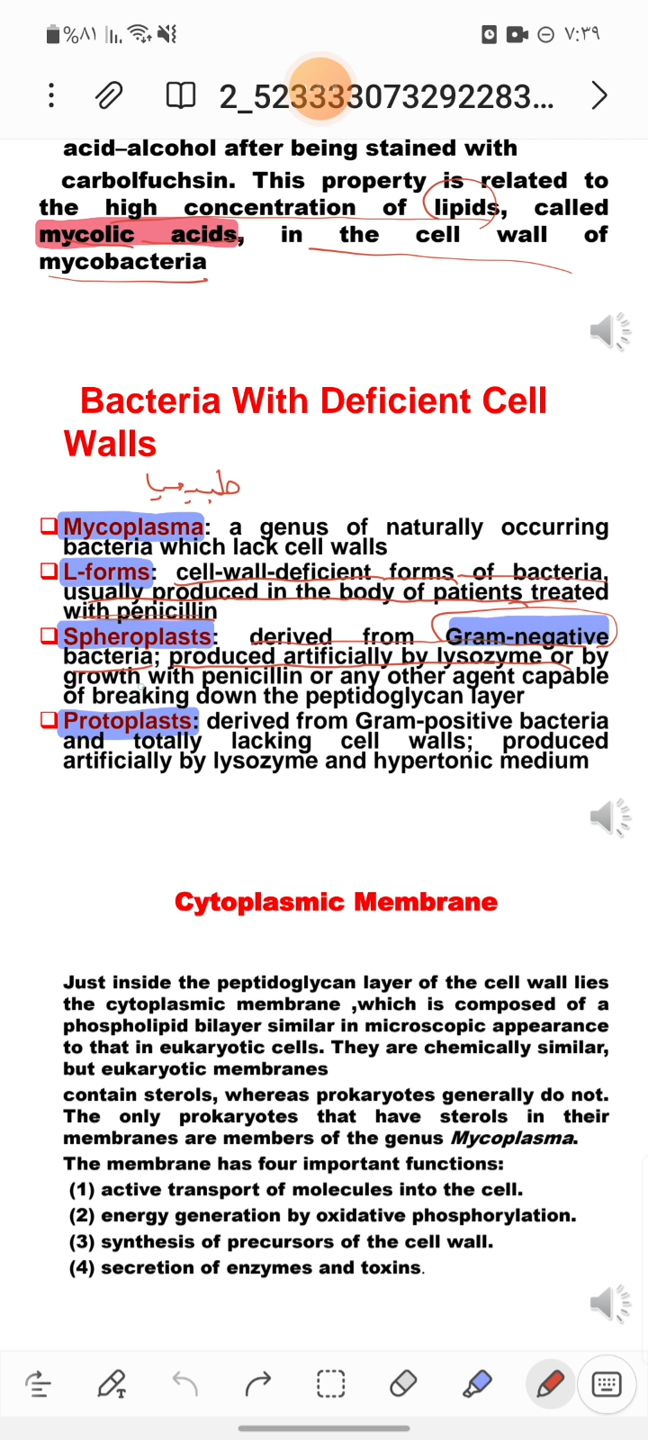 %٨١ ٧:٣٩
2_523333073292283...
acid–alcohol after being stained with
carbolfuchsin. This property is related to
the high concentration of lipids, called
mycolic acids, in the cell wall of
mycobacteria
Bacteria With Deficient Cell
Walls
طبيعيا
Mycoplasma: a genus of naturally occurring
bacteria which lack cell walls
L-forms: cell-wall-deficient forms of bacteria,
usually produced in the body of patients treated
with penicillin
Spheroplasts: derived from Gram-negative
bacteria; produced artificially by lysozyme or by
growth with penicillin or any other agent capable
of breaking down the peptidoglycan layer
Protoplasts: derived from Gram-positive bacteria
and totally lacking cell walls; produced
artificially by lysozyme and hypertonic medium
Cytoplasmic Membrane
Just inside the peptidoglycan layer of the cell wall lies
the cytoplasmic membrane ,which is composed of a
phospholipid bilayer similar in microscopic appearance
to that in eukaryotic cells. They are chemically similar,
but eukaryotic membranes
contain sterols, whereas prokaryotes generally do not.
The only prokaryotes that have sterols in their
membranes are members of the genus Mycoplasma.
The membrane has four important functions:
(1) active transport of molecules into the cell.
(2) energy generation by oxidative phosphorylation.
(3) synthesis of precursors of the cell wall.
(4) secretion of enzymes and toxins.